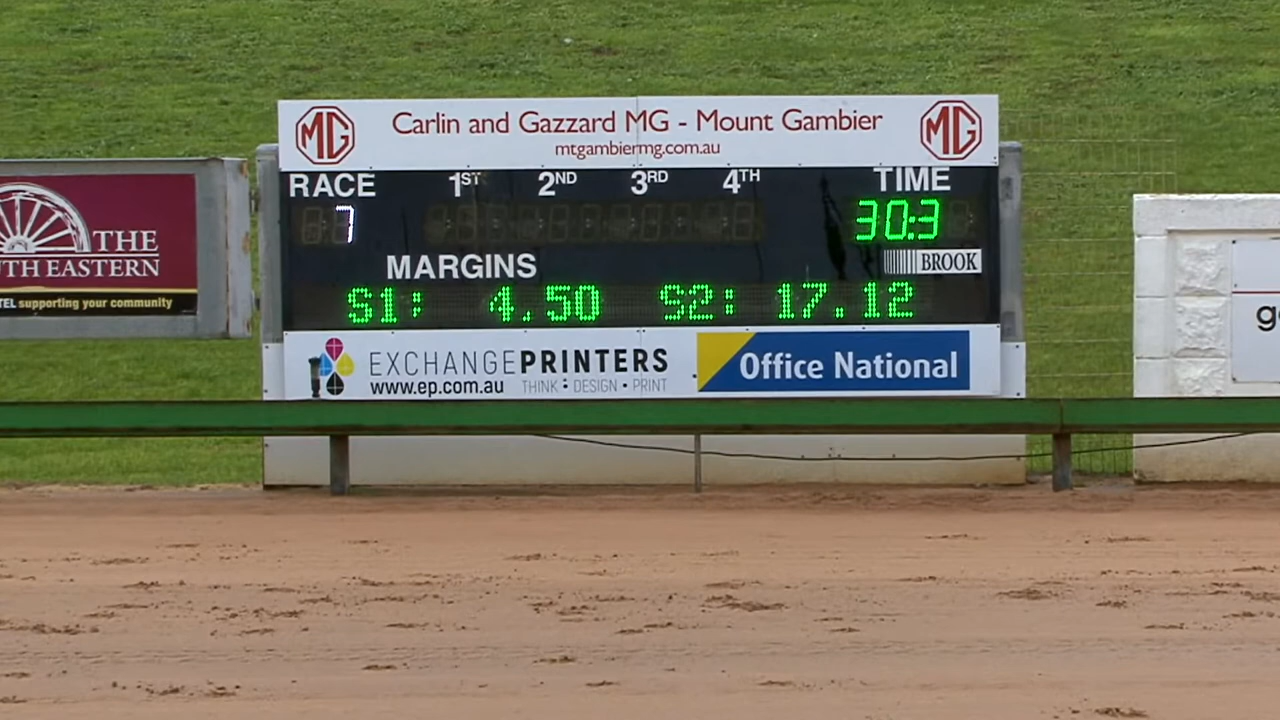 MG Carlin and Gazzard MG - Mount Gambier MG
mtgambiermg.com.au
RACE 1ST 2ND 3RD 4TH TIME
7 30:3
MARGINS BROOK
S1: 4.50 S2: 17.12
EXCHANGEPRINTERS
www.ep.com.au THINK : DESIGN • PRINT
Office National
THE
TH EASTERN
TEL supporting your community
g